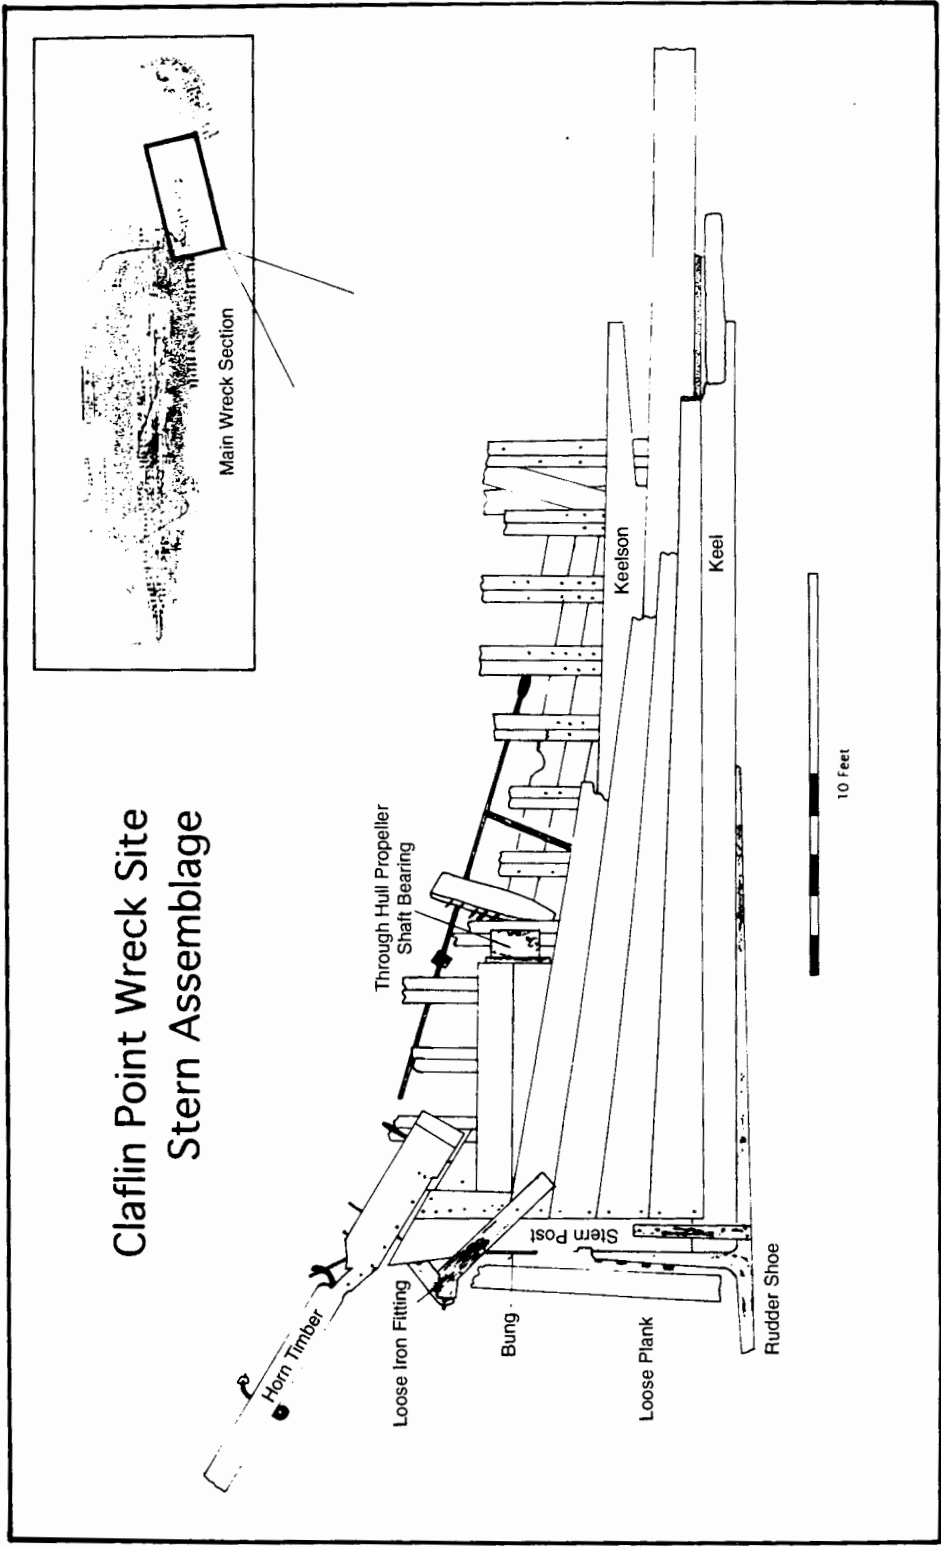 Claflin Point Wreck Site
Stern Assemblage
Main Wreck Section
Through Hull Propeller
Shaft Bearing
Keelson
Keel
Horn Timber
Loose Iron Fitting
Bung
Stern Post
Loose Plank
Rudder Shoe
10 Feet